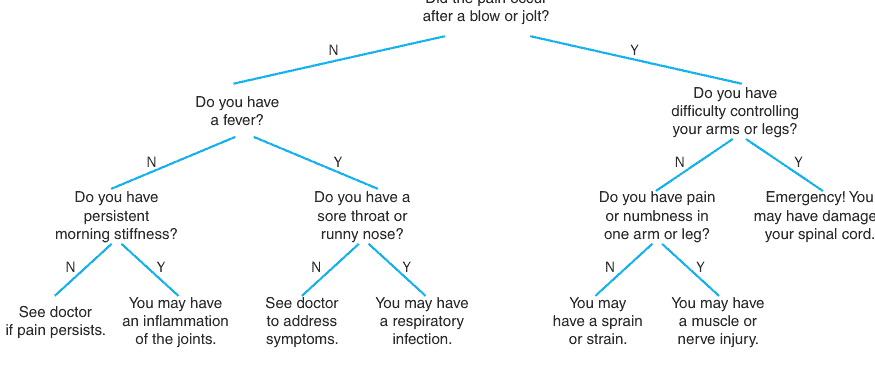 Did the pain occur
after a blow or jolt?
N
Y
Do you have
a fever?
Do you have
difficulty controlling
your arms or legs?
N
Y
N
Y
Do you have
persistent
morning stiffness?
Do you have a
sore throat or
runny nose?
Do you have pain
or numbness in
one arm or leg?
Emergency! You
may have damage
your spinal cord.
N
Y
N
Y
N
Y
See doctor
if pain persists.
You may have
an inflammation
of the joints.
See doctor
to address
symptoms.
You may have
a respiratory
infection.
You may
have a sprain
or strain.
You may have
a muscle or
nerve injury.